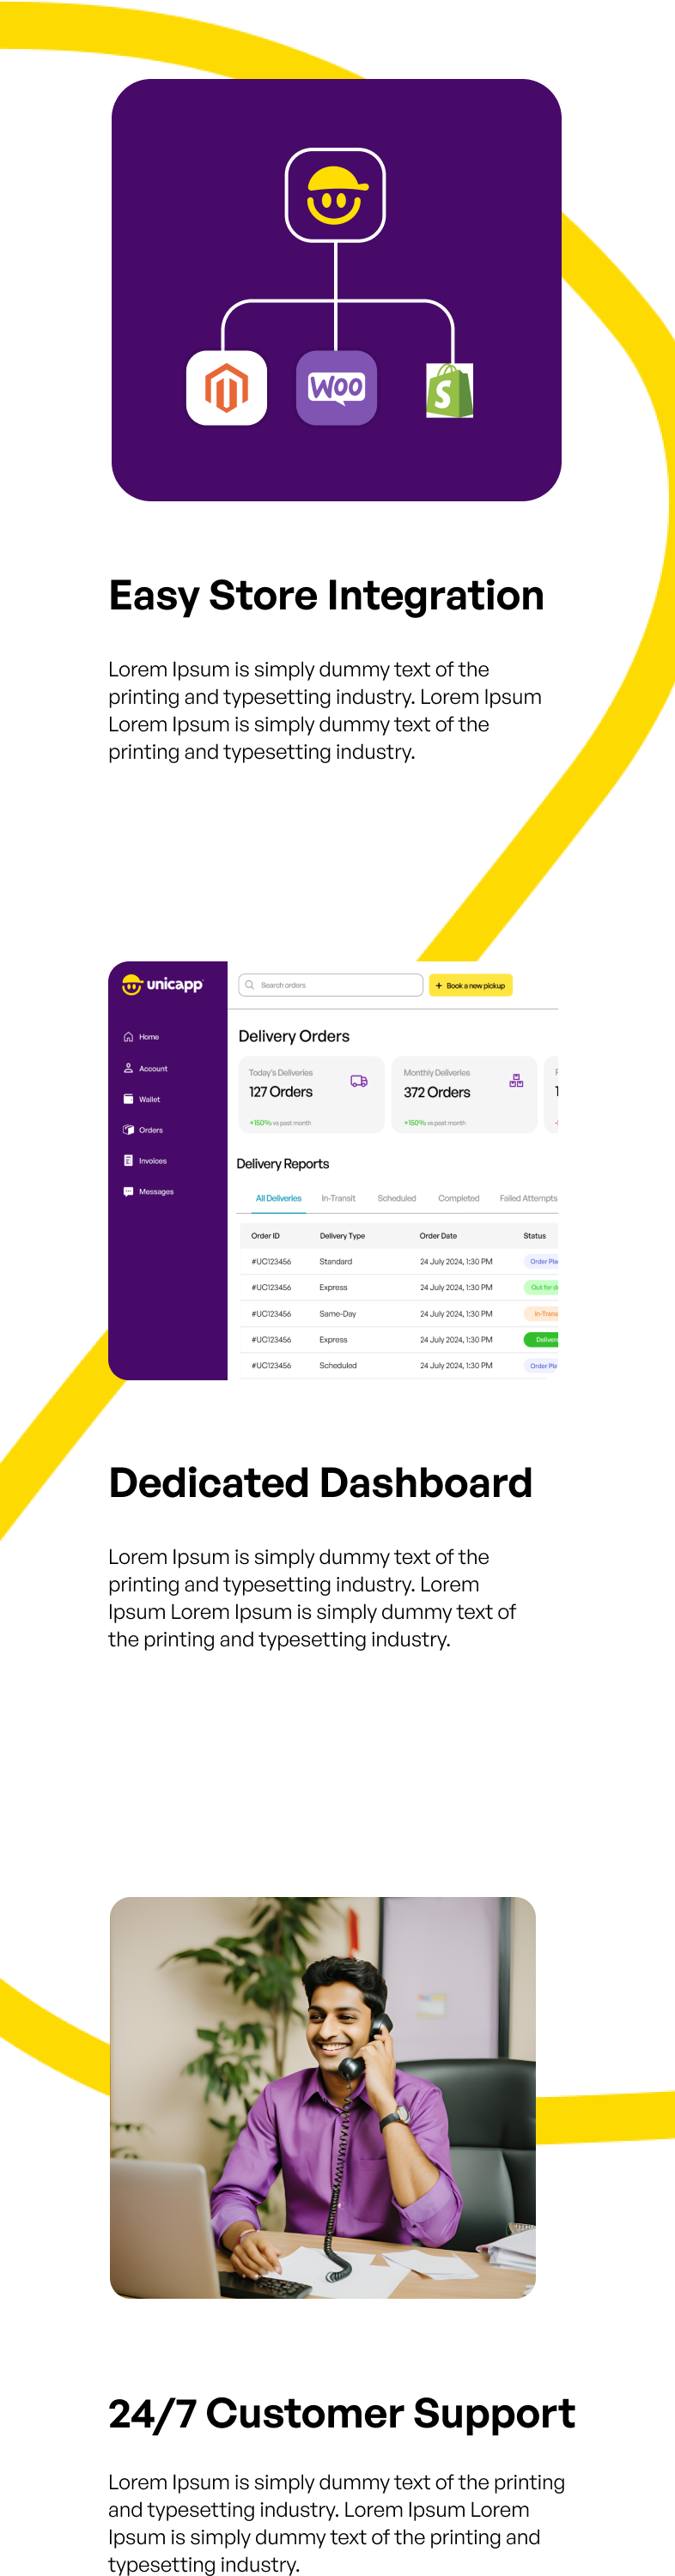 WOO
S
Easy Store Integration
Lorem Ipsum is simply dummy text of the
printing and typesetting industry. Lorem Ipsum
Lorem Ipsum is simply dummy text of the
printing and typesetting industry.
unicapp
Search orders
+ Book a new pickup
Home
Account
Wallet
Orders
Invoices
Messages
Delivery Orders
Today's Deliveries
127 Orders
+150% vs past month
Monthly Deliveries
372 Orders
+150% vs past month
Delivery Reports
All Deliveries In-Transit Scheduled Completed Failed Attempts
Order ID Delivery Type Order Date Status
#UC123456 Standard 24 July 2024, 1:30 PM Order Pla
#UC123456 Express 24 July 2024, 1:30 PM Out for d
#UC123456 Same-Day 24 July 2024, 1:30 PM In-Trans
#UC123456 Express 24 July 2024, 1:30 PM Deliver
#UC123456 Scheduled 24 July 2024, 1:30 PM Order Pla
Dedicated Dashboard
Lorem Ipsum is simply dummy text of the
printing and typesetting industry. Lorem
Ipsum Lorem Ipsum is simply dummy text of
the printing and typesetting industry.
24/7 Customer Support
Lorem Ipsum is simply dummy text of the printing
and typesetting industry. Lorem Ipsum Lorem
Ipsum is simply dummy text of the printing and
typesetting industry.